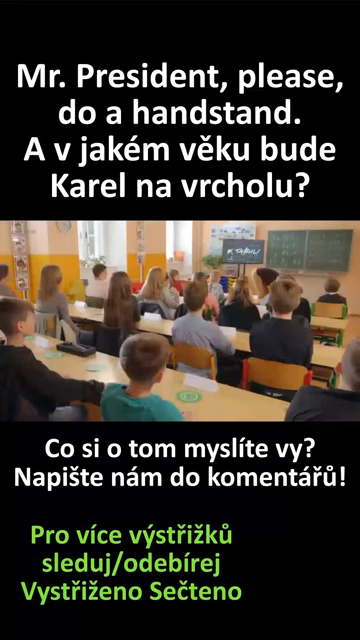 Mr. President, please,
do a handstand.
A v jakém věku bude
Karel na vrcholu?
Co si o tom myslíte vy?
Napište nám do komentářů!
Pro více výstřižků
sleduj/odebírej
Vystřiženo Sečteno